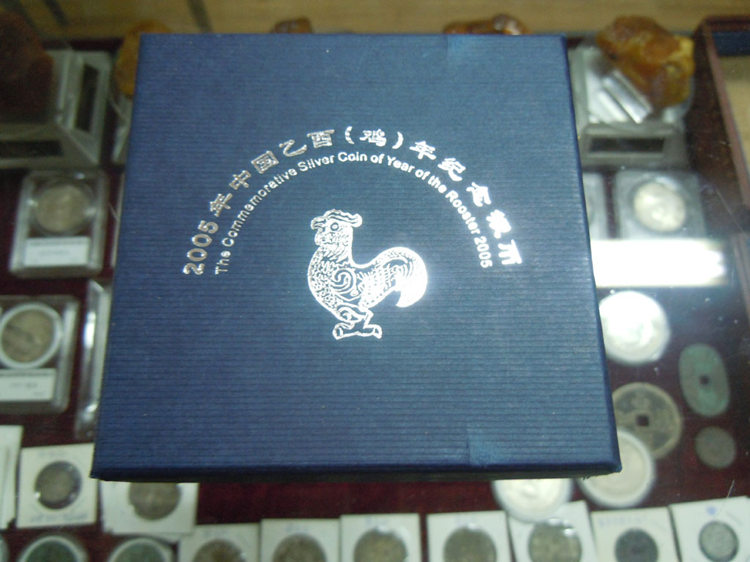 2005年中国乙酉(鸡)年纪念银币
The Commemorative Silver Coin of Year of the Rooster 2005